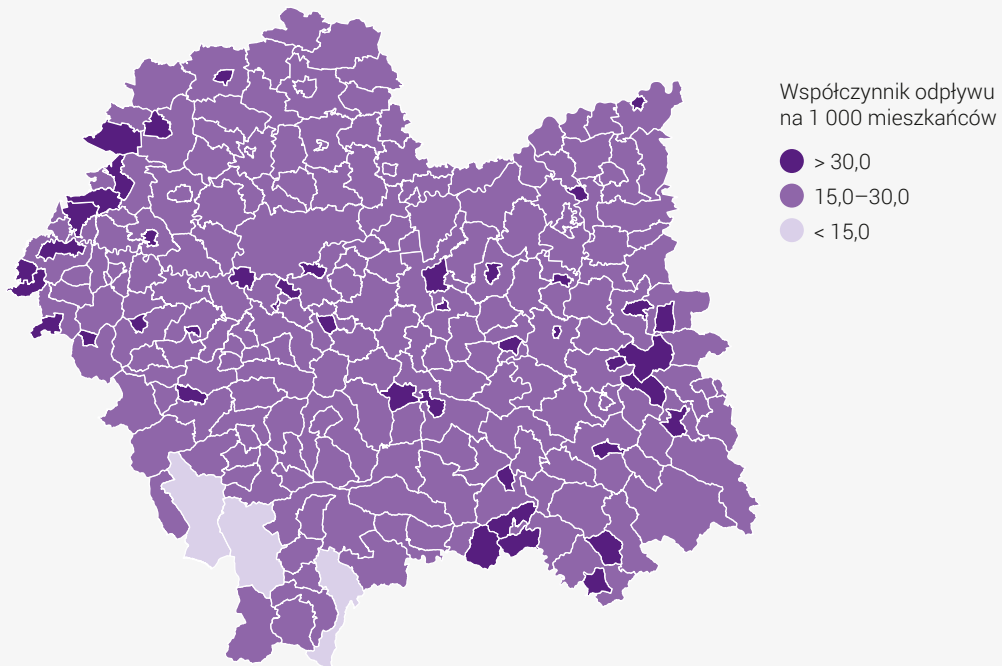 Współczynnik odpływu
na 1 000 mieszkańców
> 30,0
15,0–30,0
< 15,0